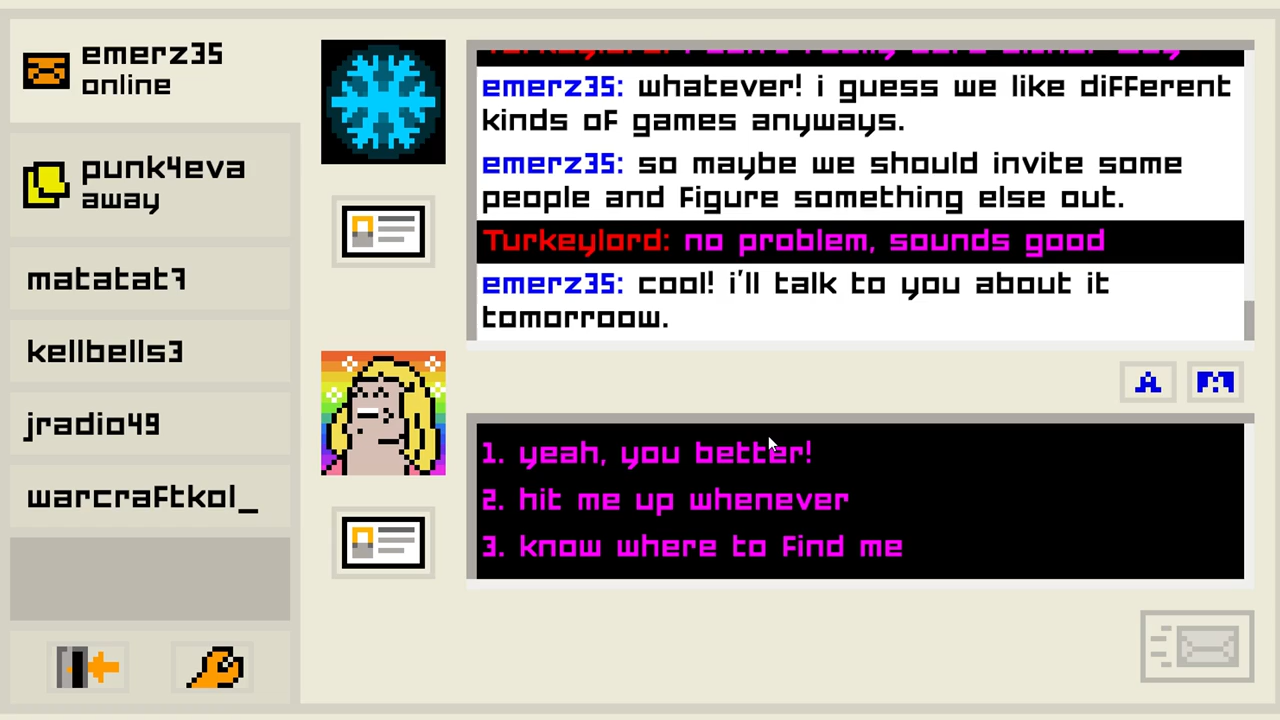 emerz35
online
punk4eva
away
matatat7
kellbells3
jradio49
warcraftkol_
emerz35: whatever! i guess we like different
kinds of games anyways.
emerz35: so maybe we should invite some
people and figure something else out.
Turkeylord: no problem, sounds good
emerz35: cool! i'll talk to you about it
tomorroow.
A
1. yeah, you better!
2. hit me up whenever
3. know where to find me